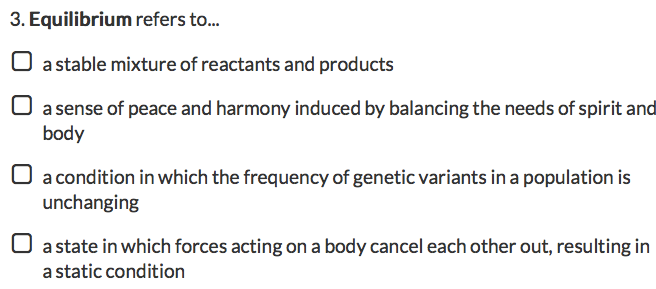 3. Equilibrium refers to...
a stable mixture of reactants and products
a sense of peace and harmony induced by balancing the needs of spirit and
body
a condition in which the frequency of genetic variants in a population is
unchanging
a state in which forces acting on a body cancel each other out, resulting in
a static condition